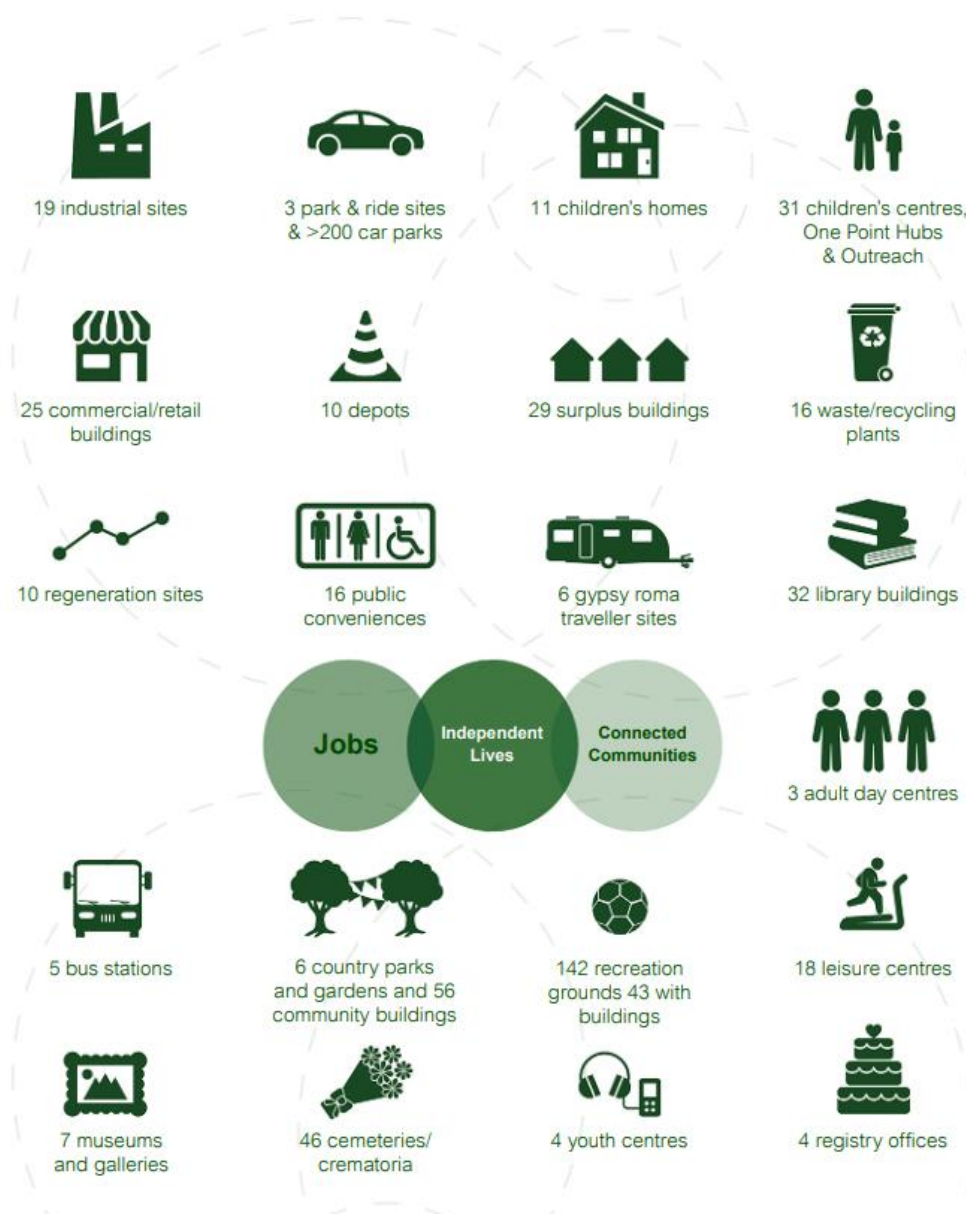 19 industrial sites
3 park & ride sites
& >200 car parks
11 children's homes
31 children's centres,
One Point Hubs
& Outreach
25 commercial/retail
buildings
10 depots
29 surplus buildings
16 waste/recycling
plants
10 regeneration sites
16 public
conveniences
6 gypsy roma
traveller sites
32 library buildings
Jobs
Independent
Lives
Connected
Communities
3 adult day centres
5 bus stations
6 country parks
and gardens and 56
community buildings
142 recreation
grounds 43 with
buildings
18 leisure centres
7 museums
and galleries
46 cemeteries/
crematoria
4 youth centres
4 registry offices